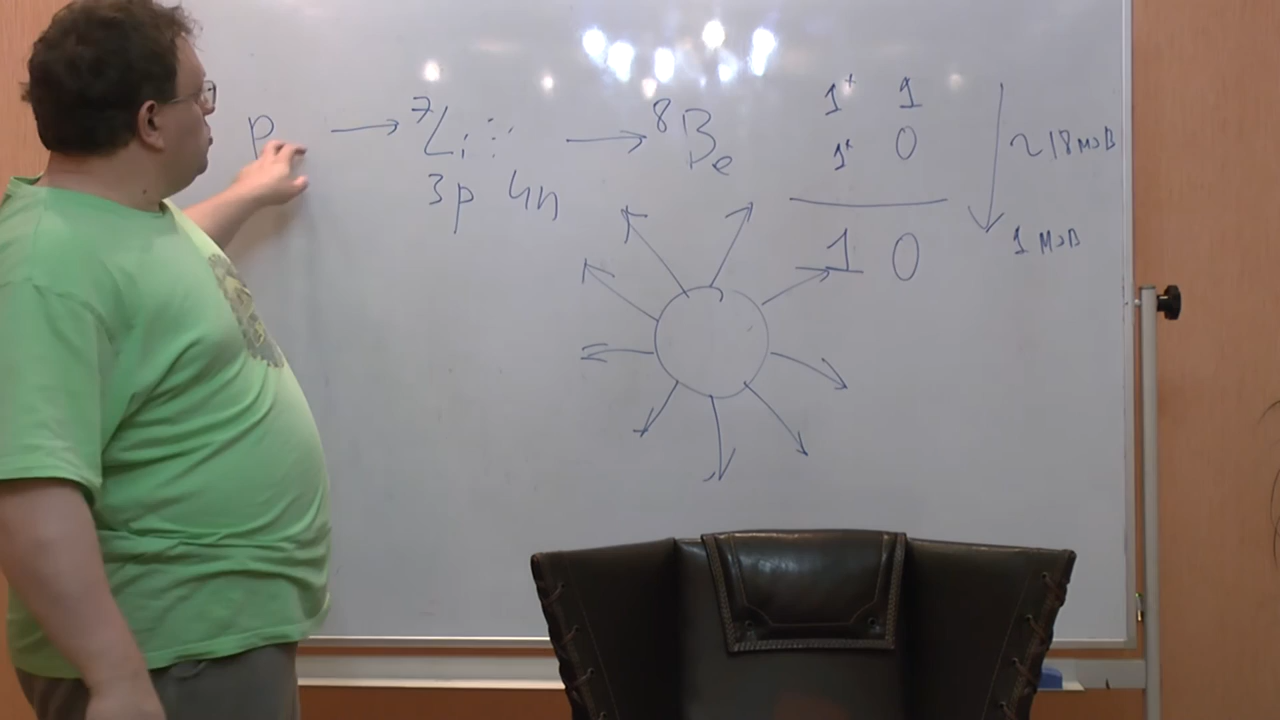 p → ⁷Li → ⁸Be
3p 4n
1⁺ 1
1⁺ 0
1 0
~18 МэВ
1 МэВ